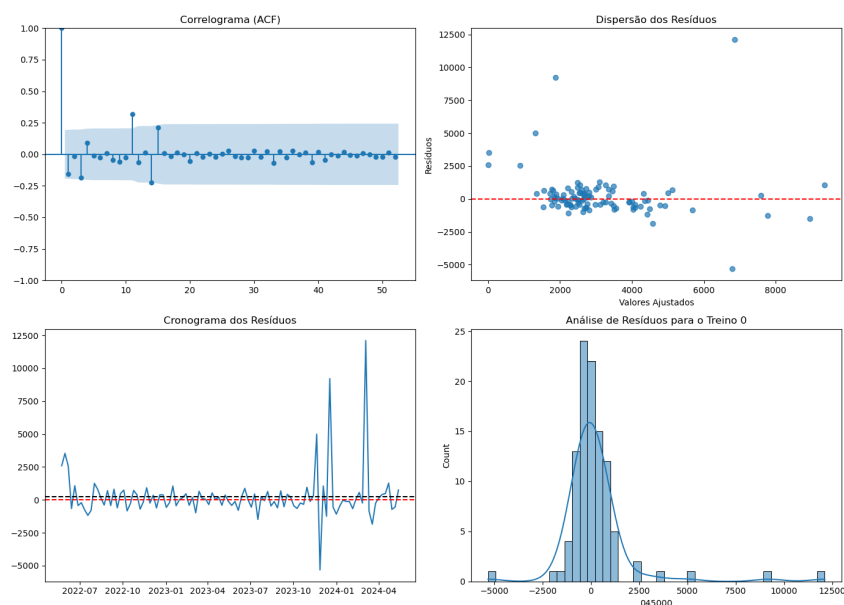 Correlograma (ACF)
1.00
0.75
0.50
0.25
0.00
−0.25
−0.50
−0.75
−1.00
0 10 20 30 40 50
Dispersão dos Resíduos
12500
10000
7500
5000
2500
0
−2500
−5000
Resíduos
0 2000 4000 6000 8000
Valores Ajustados
Cronograma dos Resíduos
12500
10000
7500
5000
2500
0
−2500
−5000
2022-07 2022-10 2023-01 2023-04 2023-07 2023-10 2024-01 2024-04
Análise de Resíduos para o Treino 0
25
20
15
10
5
0
Count
−5000 −2500 0 2500 5000 7500 10000 12500
045000